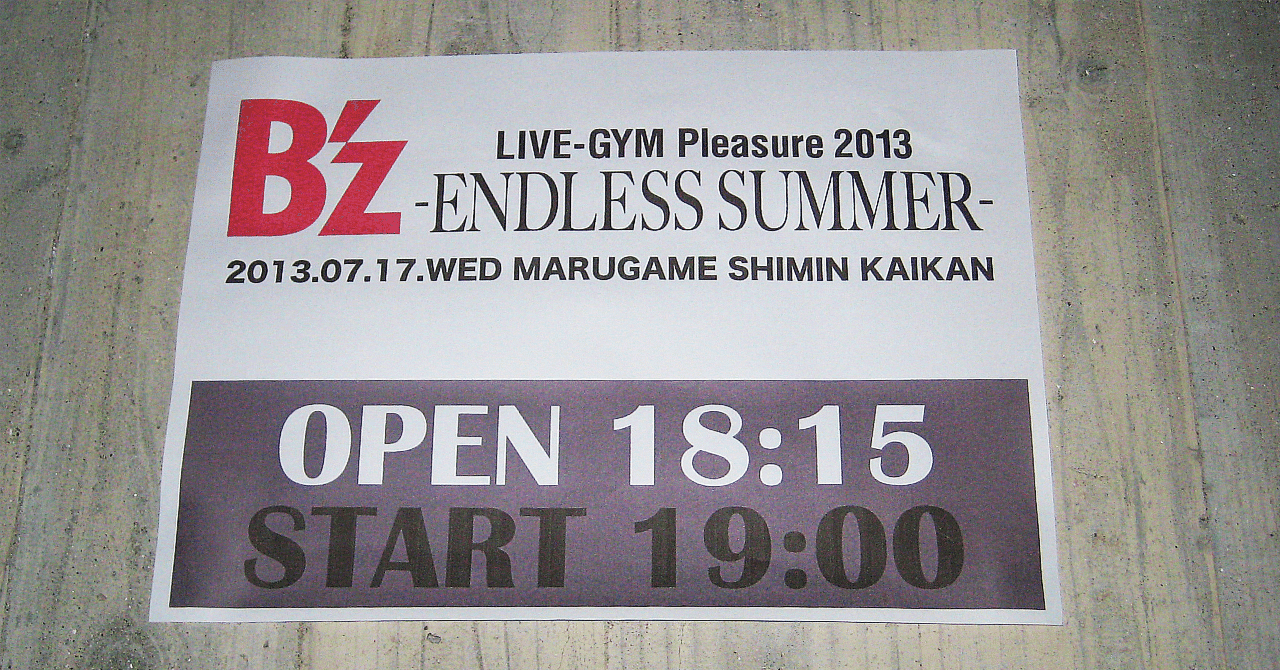 B'z
LIVE-GYM Pleasure 2013
-ENDLESS SUMMER-
2013.07.17.WED MARUGAME SHIMIN KAIKAN
OPEN 18:15
START 19:00